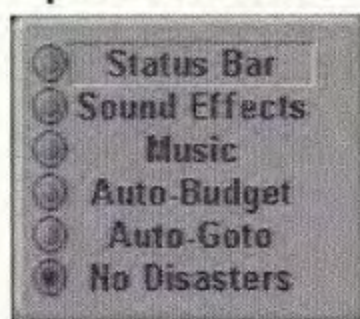 Status Bar
Sound Effects
Music
Auto-Budget
Auto-Goto
No Disasters